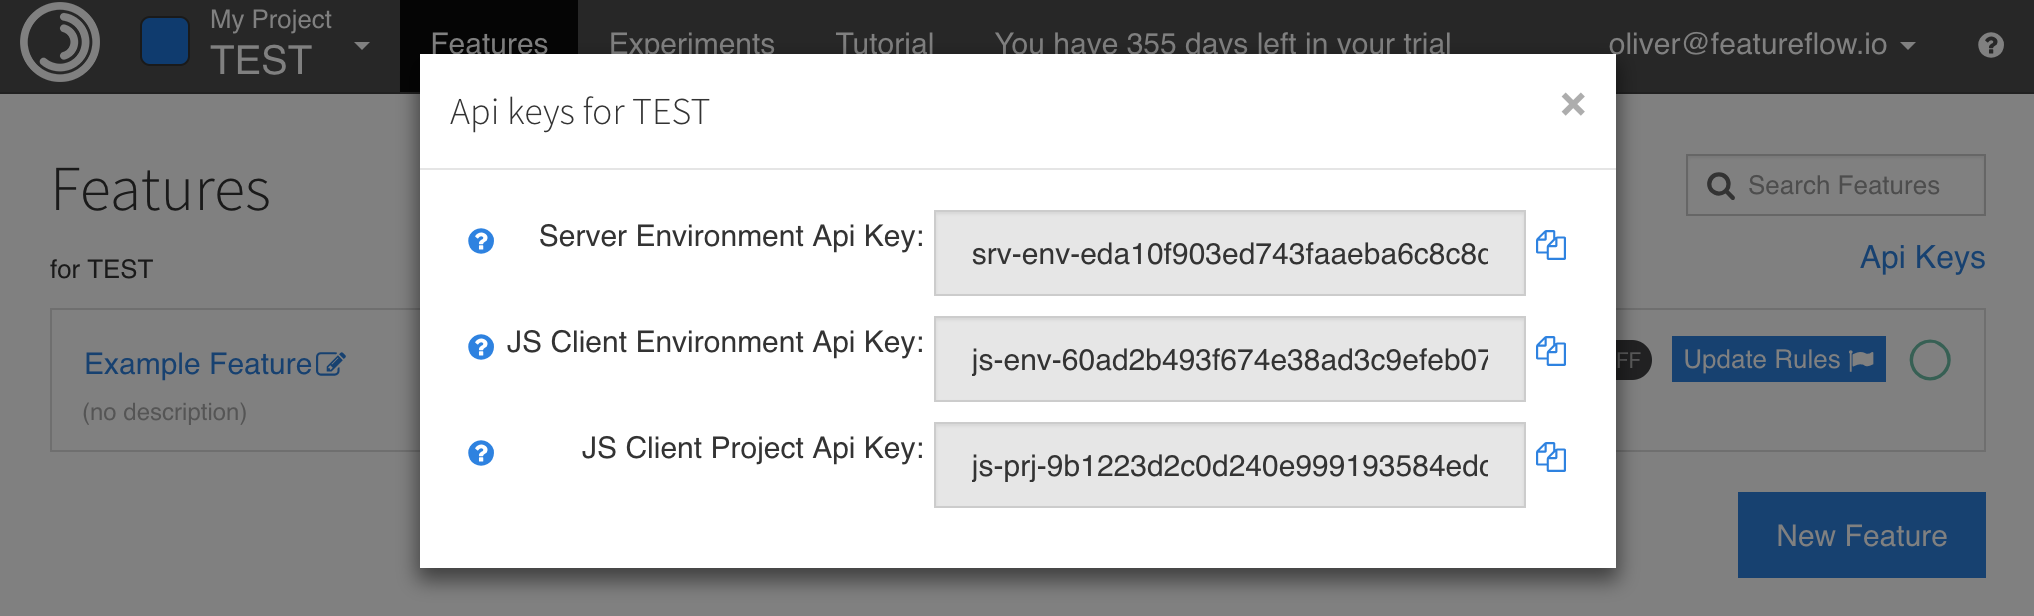 My Project
TEST
Features
Experiments
Tutorial
You have 355 days left in your trial
oliver@featureflow.io
Api keys for TEST
Features
for TEST
Search Features
Api Keys
Server Environment Api Key:
srv-env-eda10f903ed743faaeba6c8c8c
JS Client Environment Api Key:
js-env-60ad2b493f674e38ad3c9efeb07
JS Client Project Api Key:
js-prj-9b1223d2c0d240e999193584edc
Example Feature
(no description)
FF
Update Rules
New Feature